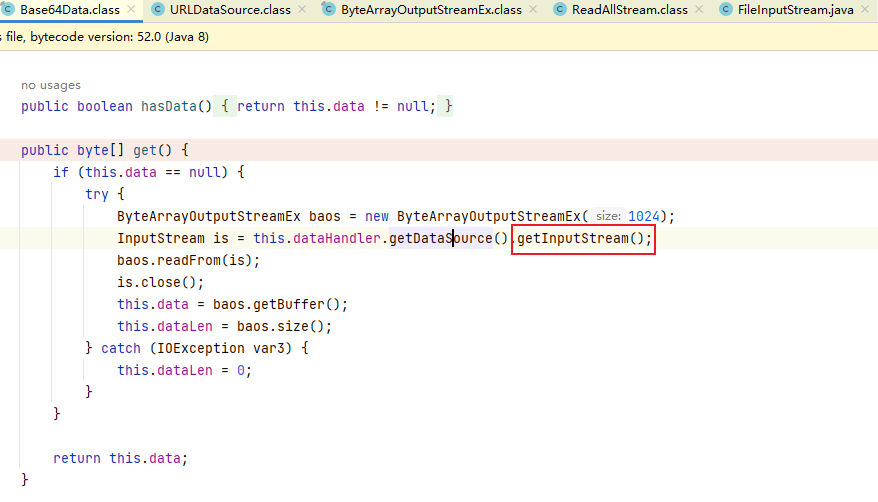 Base64Data.class URLDataSource.class ByteArrayOutputStreamEx.class ReadAllStream.class FileInputStream.java
s file, bytecode version: 52.0 (Java 8)
no usages
public boolean hasData() { return this.data != null; }
public byte[] get() {
if (this.data == null) {
try {
ByteArrayOutputStreamEx baos = new ByteArrayOutputStreamEx( size: 1024);
InputStream is = this.dataHandler.getDataSource().getInputStream();
baos.readFrom(is);
is.close();
this.data = baos.getBuffer();
this.dataLen = baos.size();
} catch (IOException var3) {
this.dataLen = 0;
}
}
return this.data;
}